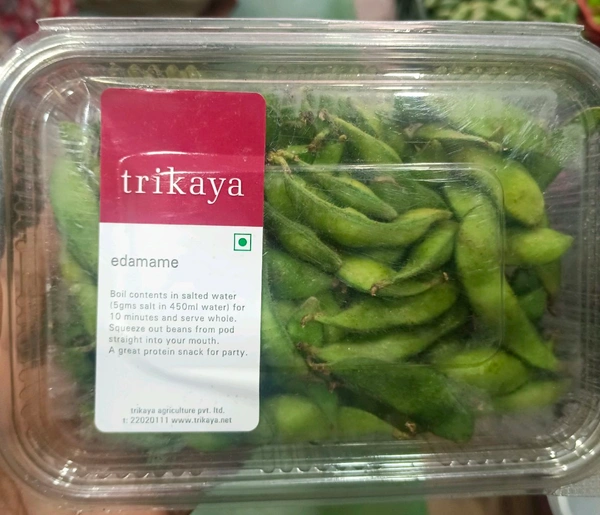 trikaya
edamame
Boil contents in salted water
(5gms salt in 450ml water) for
10 minutes and serve whole.
Squeeze out beans from pod
straight into your mouth.
A great protein snack for party.
trikaya agriculture pvt. ltd.
t: 22020111 www.trikaya.net